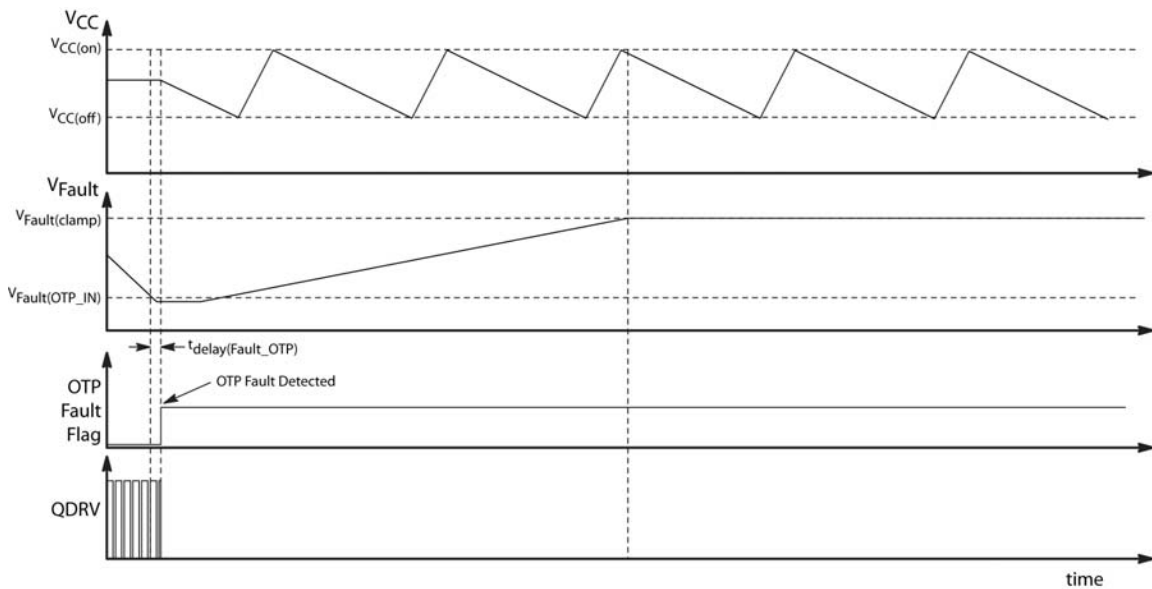 VCC
VCC(on)
VCC(off)
VFault
VFault(clamp)
VFault(OTP_IN)
tdelay(Fault_OTP)
OTP Fault Detected
OTP
Fault
Flag
QDRV
time